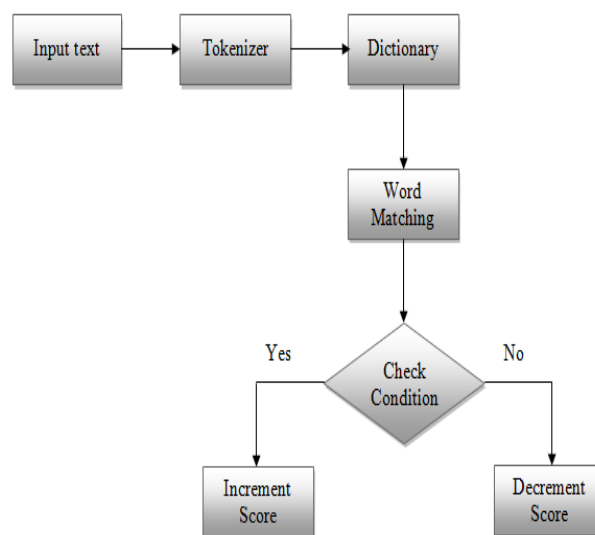 Input text
Tokenizer
Dictionary
Word
Matching
Yes
No
Check
Condition
Increment
Score
Decrement
Score